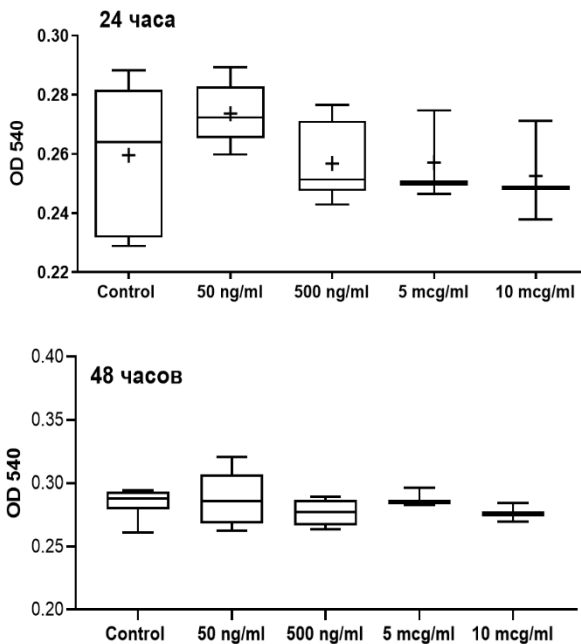 24 часа
0.30
0.28
0.26
0.24
0.22
OD 540
Control 50 ng/ml 500 ng/ml 5 mcg/ml 10 mcg/ml
48 часов
0.40
0.35
0.30
0.25
0.20
OD 540
Control 50 ng/ml 500 ng/ml 5 mcg/ml 10 mcg/ml